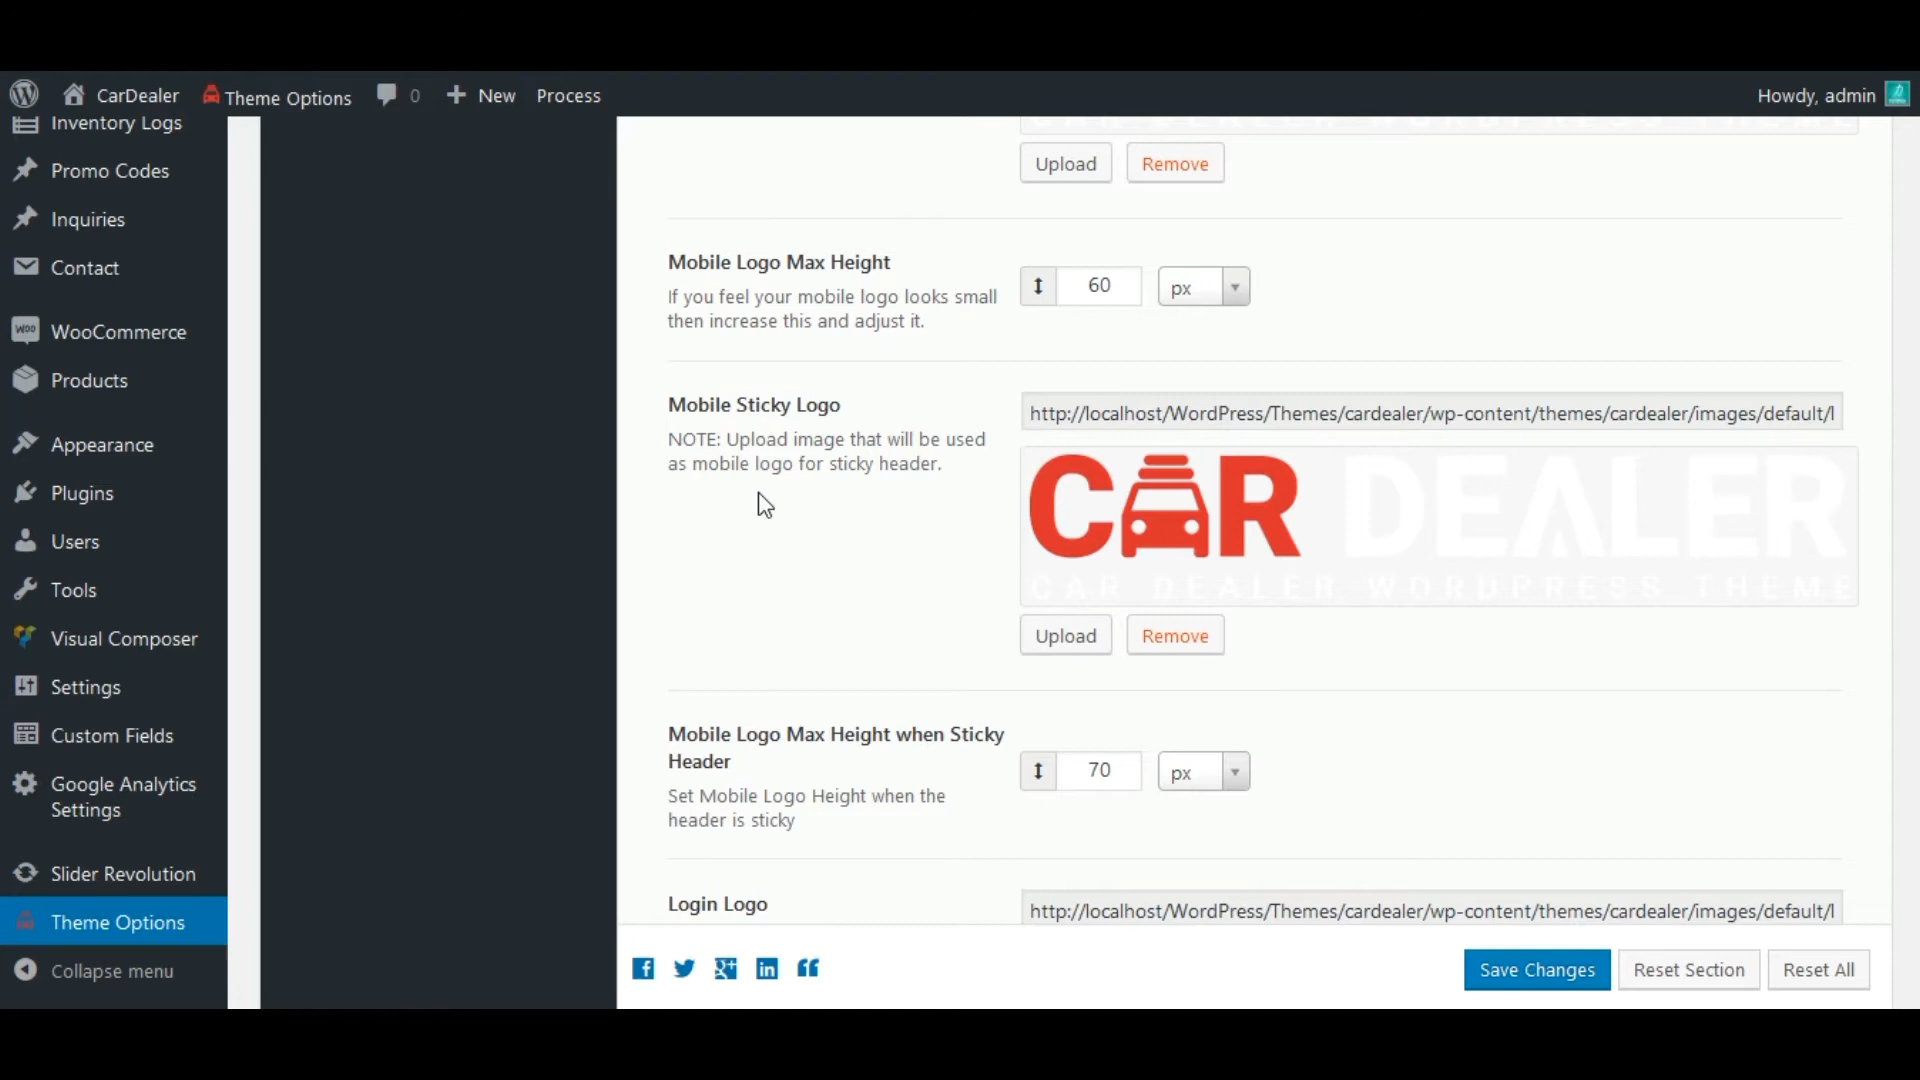 CarDealer Theme Options 0 New Process Howdy, admin
Inventory Logs
Promo Codes
Inquiries
Contact
WooCommerce
Products
Appearance
Plugins
Users
Tools
Visual Composer
Settings
Custom Fields
Google Analytics
Settings
Slider Revolution
Theme Options
Collapse menu
Upload Remove
Mobile Logo Max Height
If you feel your mobile logo looks small
then increase this and adjust it.
60 px
Mobile Sticky Logo
NOTE: Upload image that will be used
as mobile logo for sticky header.
http://localhost/WordPress/Themes/cardealer/wp-content/themes/cardealer/images/default/l
CAR DEALER
CAR DEALER WORDPRESS THEME
Upload Remove
Mobile Logo Max Height when Sticky
Header
Set Mobile Logo Height when the
header is sticky
70 px
Login Logo
http://localhost/WordPress/Themes/cardealer/wp-content/themes/cardealer/images/default/l
Save Changes Reset Section Reset All